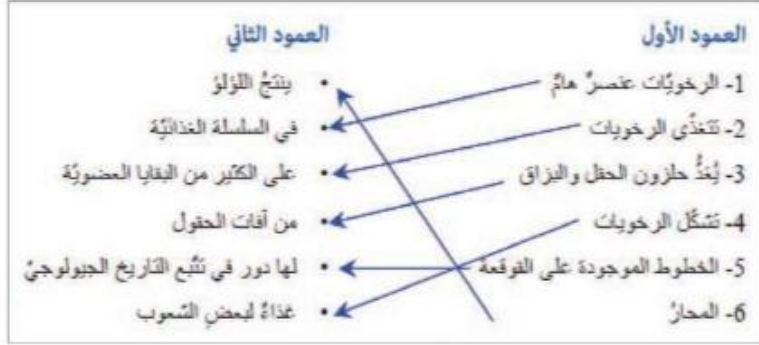 العمود الأول العمود الثاني
1- الرخويّات عنصرٌ هامٌ • ينتجُ اللؤلؤ
2- تتغذّى الرخويات • في السلسلة الغذائيّة
3- يُعَدُّ حلزون الحقل والبزاق • على الكثير من البقايا العضويّة
4- تشكّل الرخويات • من آفات الحقول
5- الخطوط الموجودة على القوقعة • لها دور في تتبع التاريخ الجيولوجيّ
6- المحارُ • غذاءً لبعضِ الشعوب